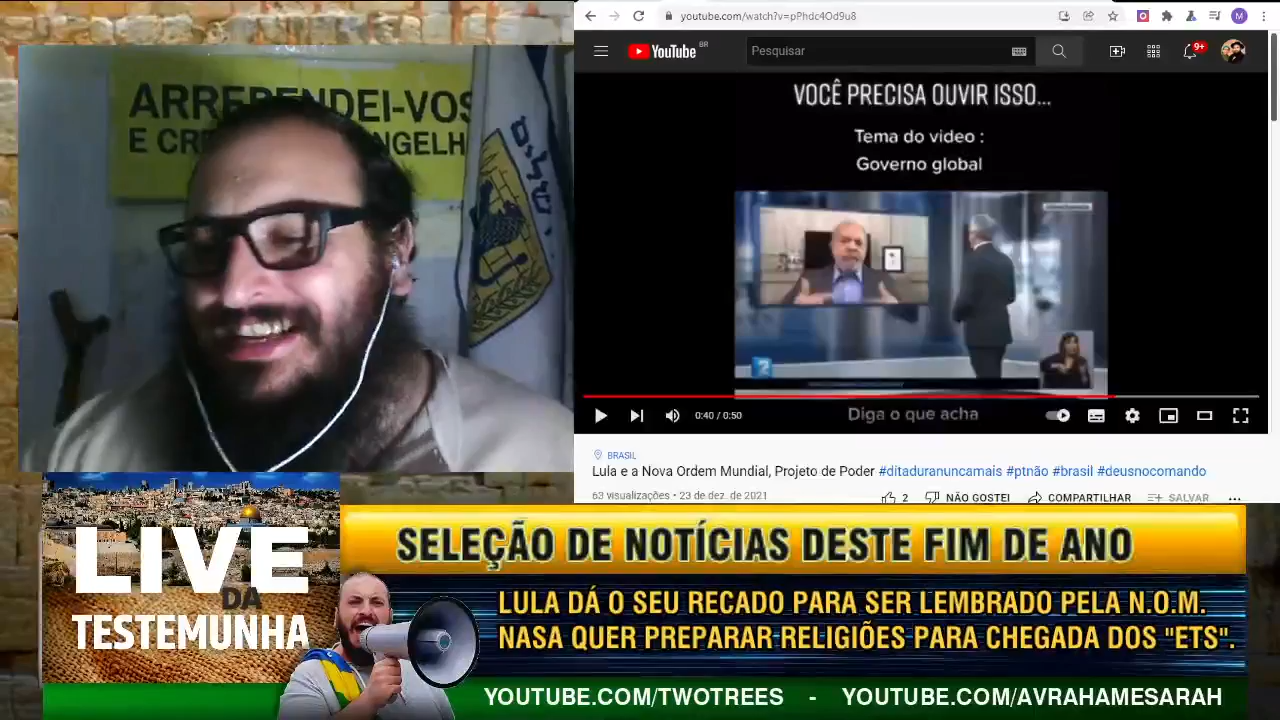 ARREPENDEI-VOS
E CRE NGELH
youtube.com/watch?v=pPhdc4Od9u8
M
YouTube BR
Pesquisar
9+
VOCÊ PRECISA OUVIR ISSO...
Tema do video :
Governo global
0:40 / 0:50
Diga o que acha
BRASIL
Lula e a Nova Ordem Mundial, Projeto de Poder #ditaduranuncamais #ptnão #brasil #deusnocomando
63 visualizações • 23 de dez. de 2021
2 NÃO GOSTEI COMPARTILHAR SALVAR ...
LIVE
DA
TESTEMUNHA
SELEÇÃO DE NOTÍCIAS DESTE FIM DE ANO
LULA DÁ O SEU RECADO PARA SER LEMBRADO PELA N.O.M.
NASA QUER PREPARAR RELIGIÕES PARA CHEGADA DOS "ETS".
YOUTUBE.COM/TWOTREES - YOUTUBE.COM/AVRAHAMESARAH